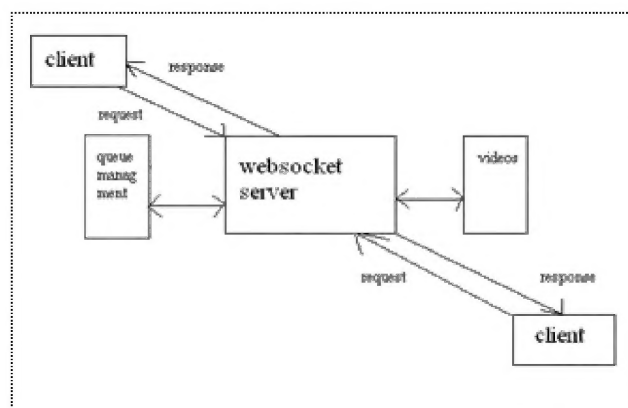 client
response
request
queue
manag
ment
websocket
server
videos
request
response
client